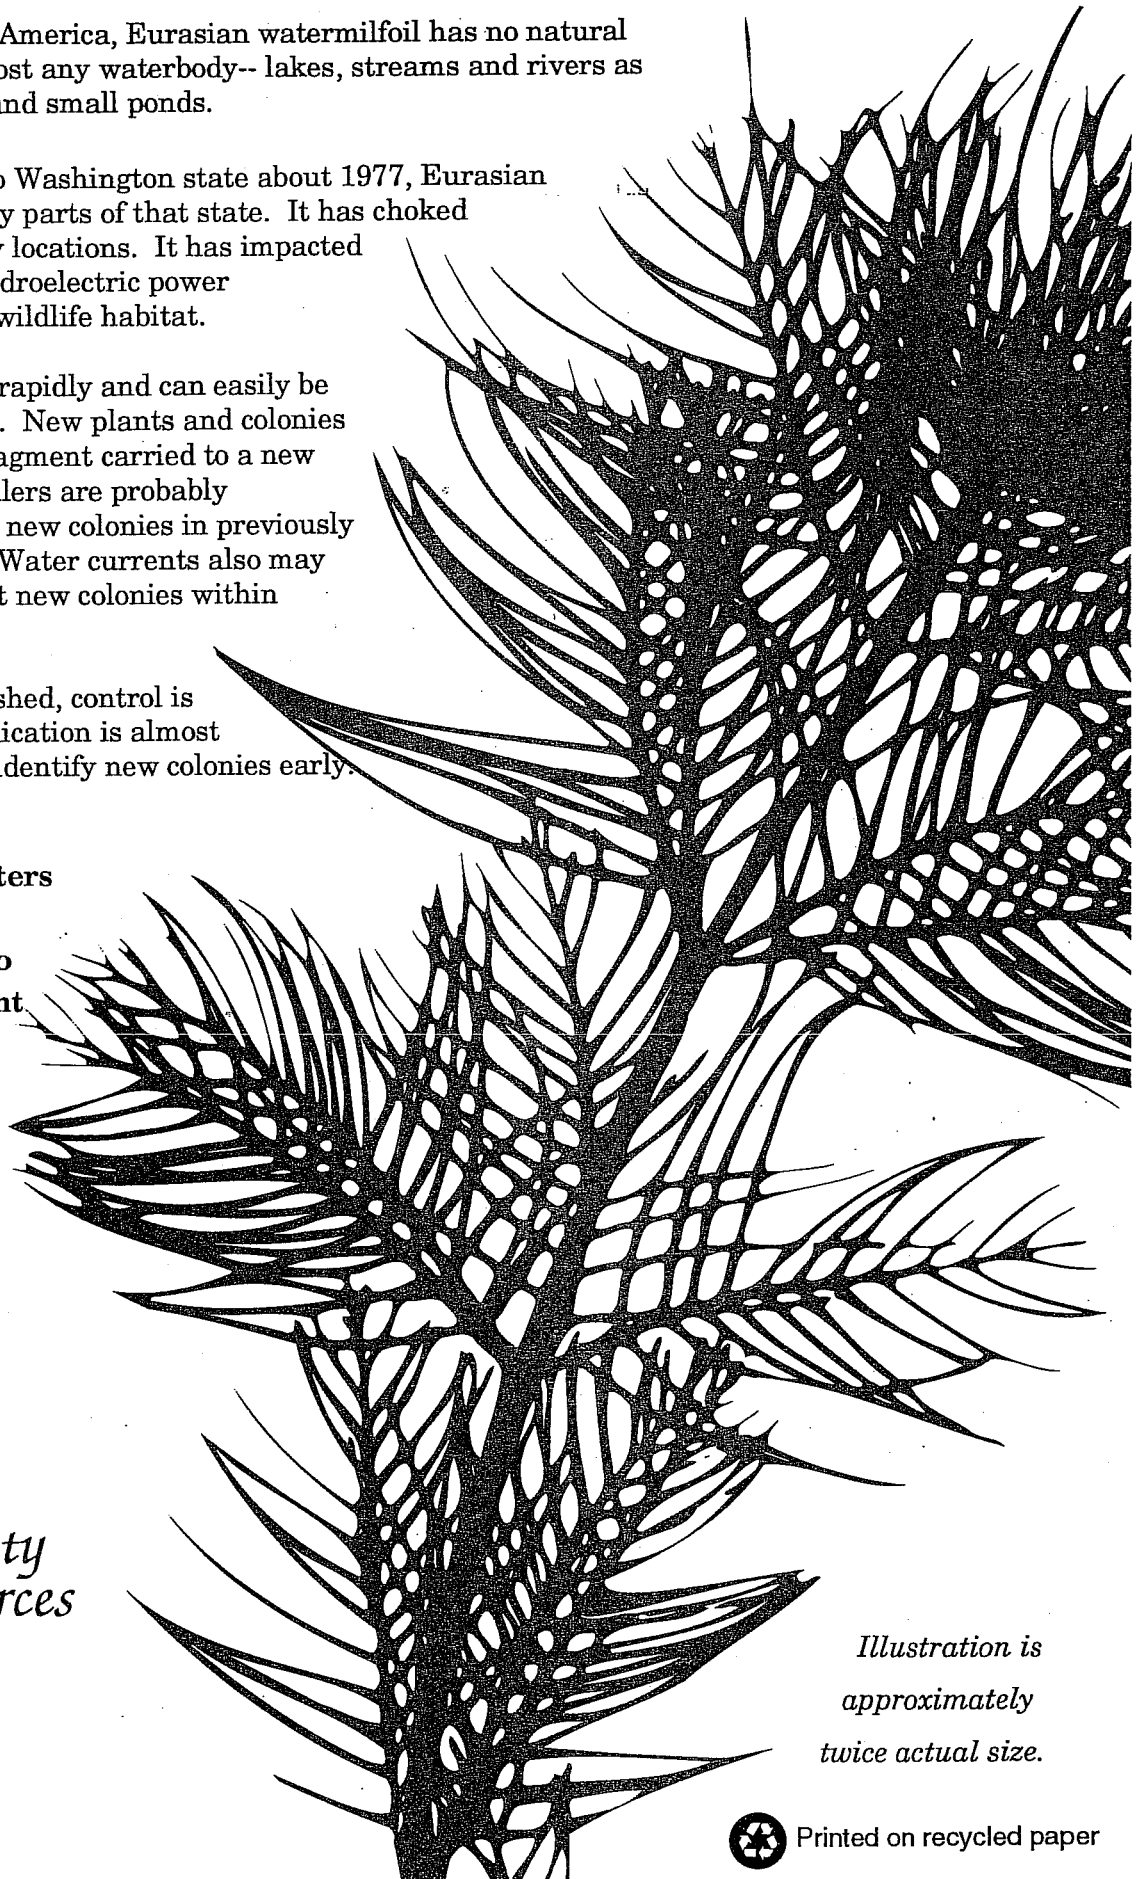 America, Eurasian watermilfoil has no natural
ost any waterbody-- lakes, streams and rivers as
and small ponds.
o Washington state about 1977, Eurasian
y parts of that state. It has choked
locations. It has impacted
droelectric power
wildlife habitat.
rapidly and can easily be
. New plants and colonies
agment carried to a new
lers are probably
new colonies in previously
Water currents also may
t new colonies within
shed, control is
ication is almost
identify new colonies early.
ters
o
nt
ty
rces
Illustration is
approximately
twice actual size.
Printed on recycled paper